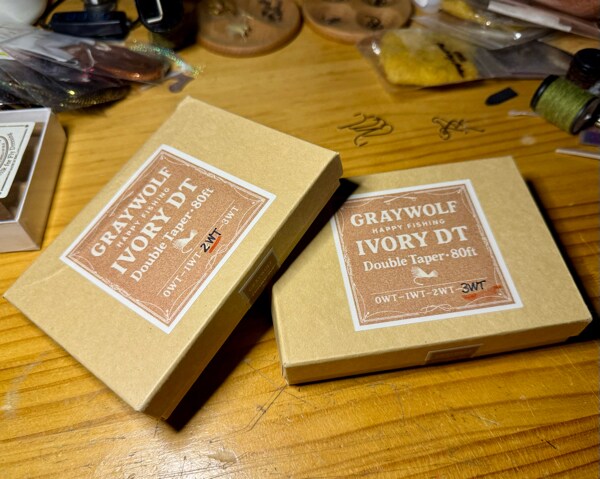 GRAYWOLF
HAPPY FISHING
IVORY DT
Double Taper·80ft
0WT-1WT-2WT-3WT
GRAYWOLF
HAPPY FISHING
IVORY DT
Double Taper·80ft
0WT-1WT-2WT-3WT